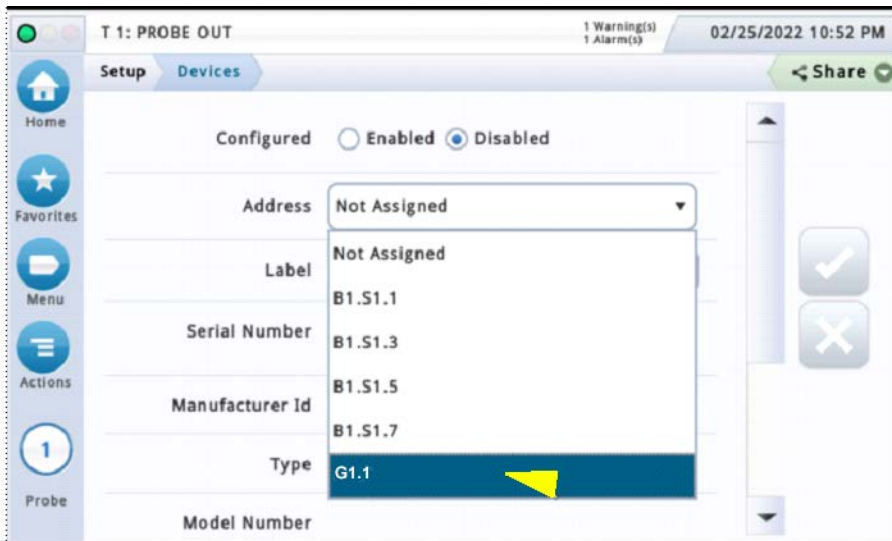 T 1: PROBE OUT
1 Warning(s)
1 Alarm(s)
02/25/2022 10:52 PM
Setup
Devices
Share
Home
Favorites
Menu
Actions
1
Probe
Configured
Enabled
Disabled
Address
Not Assigned
Not Assigned
Label
B1.S1.1
Serial Number
B1.S1.3
B1.S1.5
Manufacturer Id
B1.S1.7
Type
G1.1
Model Number